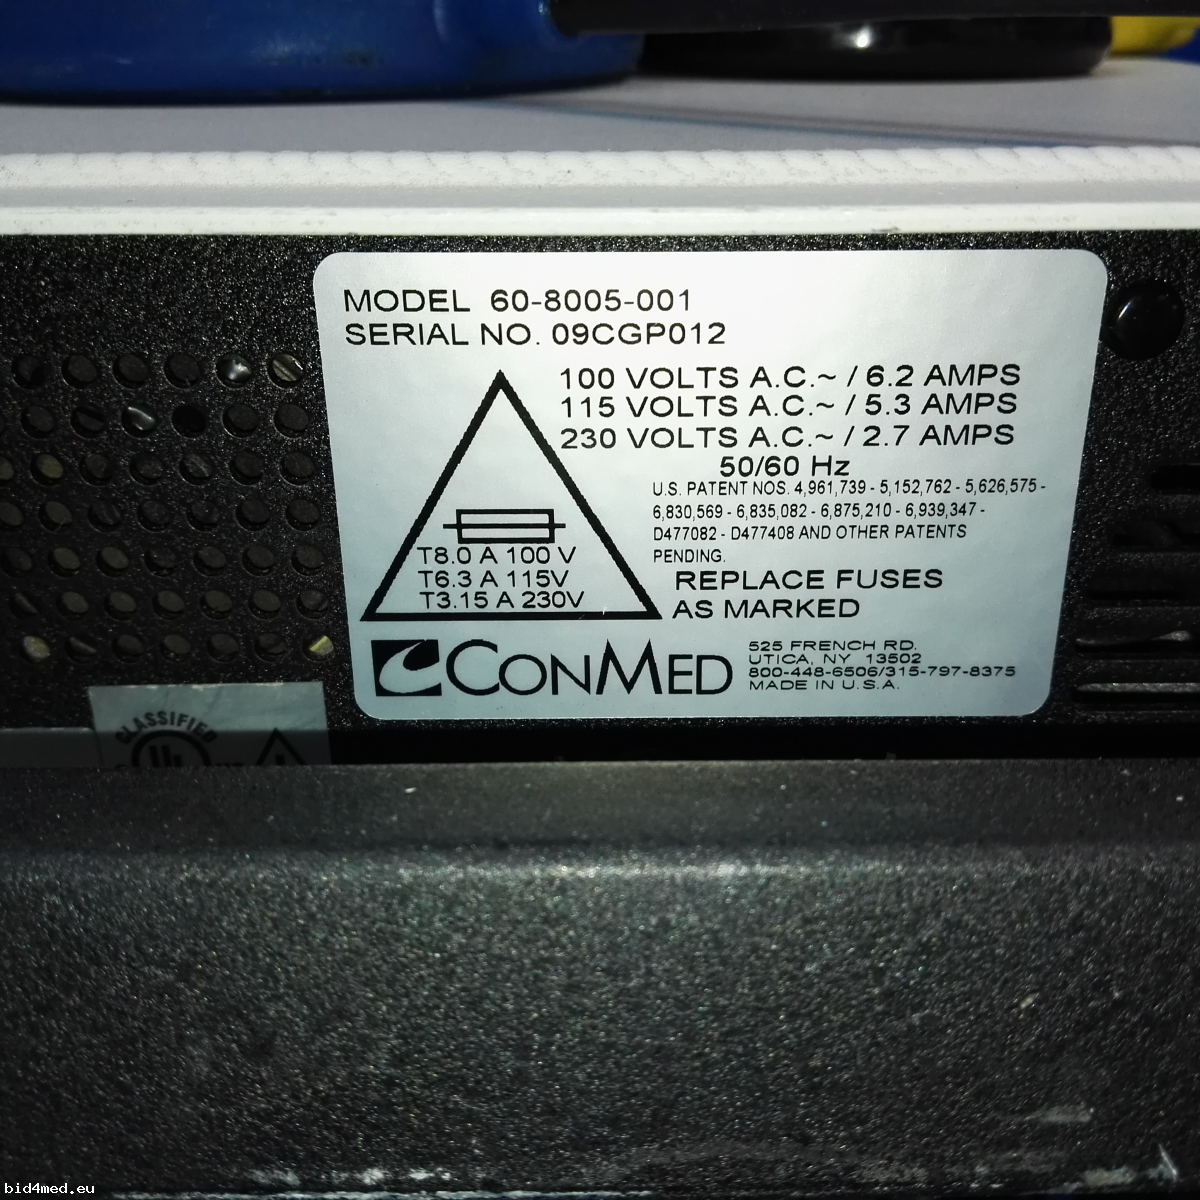 MODEL 60-8005-001
SERIAL NO. 09CGP012
100 VOLTS A.C.~ / 6.2 AMPS
115 VOLTS A.C.~ / 5.3 AMPS
230 VOLTS A.C.~ / 2.7 AMPS
50/60 Hz
U.S. PATENT NOS. 4,961,739 - 5,152,762 - 5,626,575 -
6,830,569 - 6,835,082 - 6,875,210 - 6,939,347 -
D477082 - D477408 AND OTHER PATENTS
PENDING.
T8.0 A 100 V
T6.3 A 115V
T3.15 A 230V
REPLACE FUSES
AS MARKED
CONMED
525 FRENCH RD.
UTICA, NY 13502
800-448-6506/315-797-8375
MADE IN U.S.A.
CLASSIFIED
UL
bid4med.eu